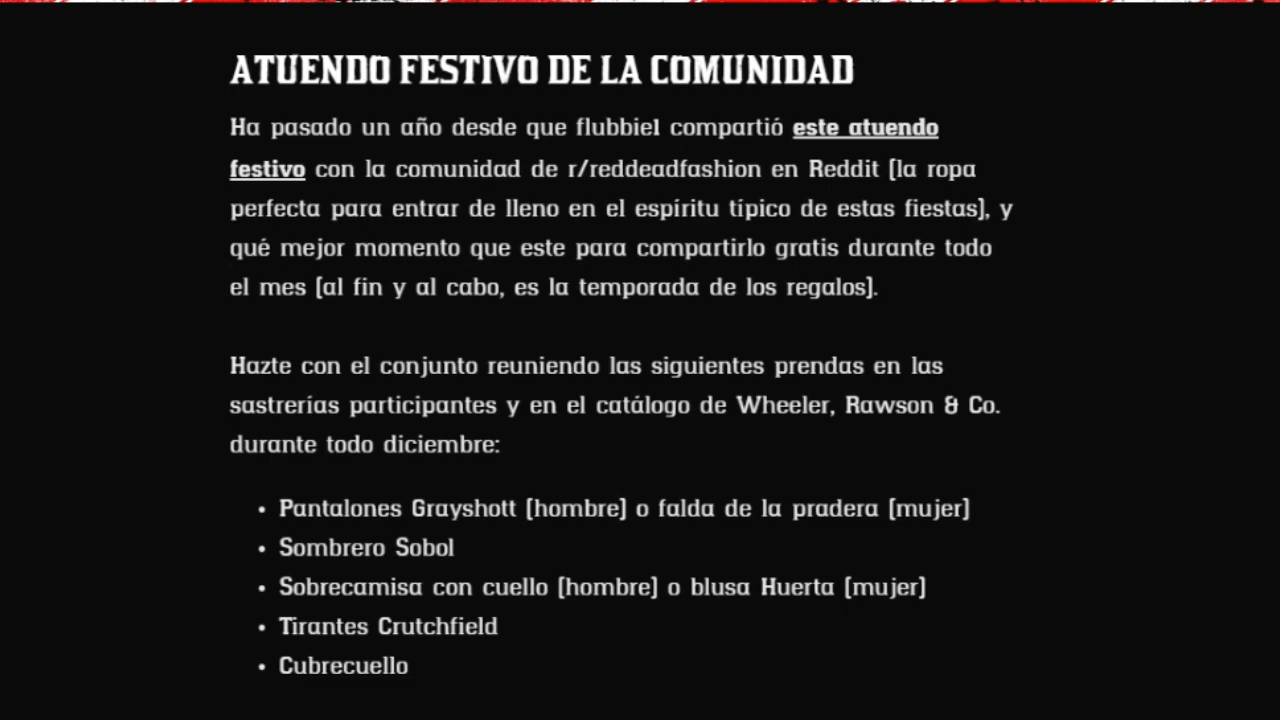 ATUENDO FESTIVO DE LA COMUNIDAD
Ha pasado un año desde que flubbiel compartió este atuendo
festivo con la comunidad de r/reddeadfashion en Reddit [la ropa
perfecta para entrar de lleno en el espíritu típico de estas fiestas], y
qué mejor momento que este para compartirlo gratis durante todo
el mes [al fin y al cabo, es la temporada de los regalos].
Hazte con el conjunto reuniendo las siguientes prendas en las
sastrerías participantes y en el catálogo de Wheeler, Rawson & Co.
durante todo diciembre:
• Pantalones Grayshott [hombre] o falda de la pradera [mujer]
• Sombrero Sobol
• Sobrecamisa con cuello [hombre] o blusa Huerta [mujer]
• Tirantes Crutchfield
• Cubrecuello